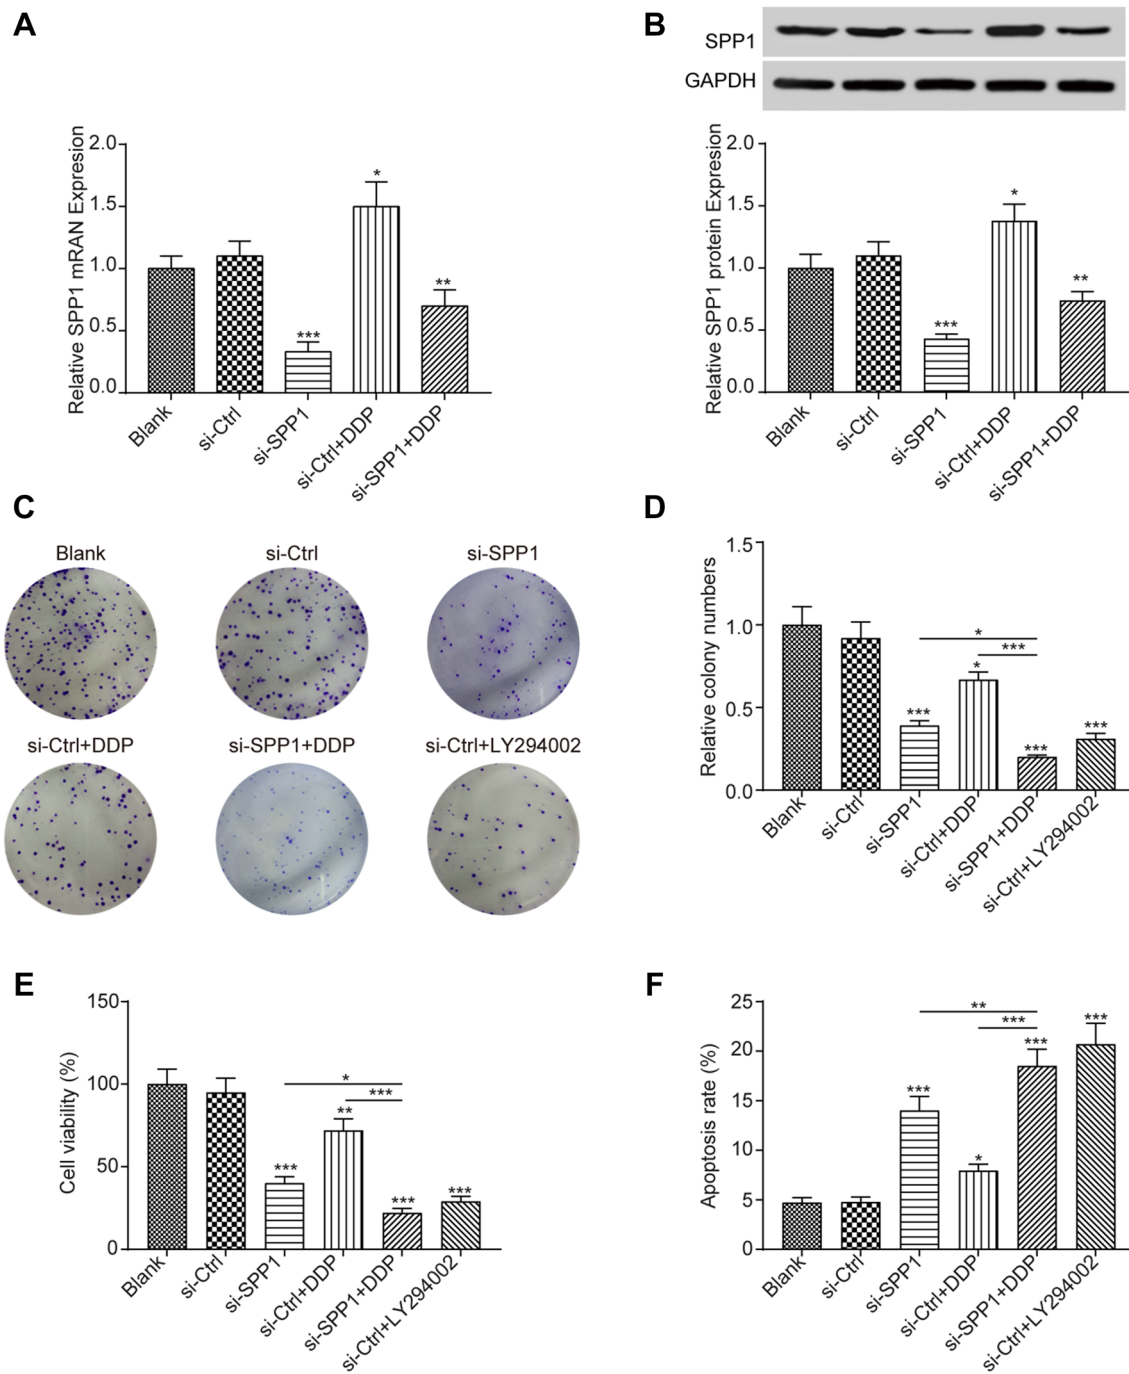 A
Relative SPP1 mRAN Expresion
2.0
1.5
1.0
0.5
0.0
*
***
**
Blank
si-Ctrl
si-SPP1
si-Ctrl+DDP
si-SPP1+DDP
B
SPP1
GAPDH
Relative SPP1 protein Expresion
2.0
1.5
1.0
0.5
0.0
*
***
**
Blank
si-Ctrl
si-SPP1
si-Ctrl+DDP
si-SPP1+DDP
C
Blank
si-Ctrl
si-SPP1
si-Ctrl+DDP
si-SPP1+DDP
si-Ctrl+LY294002
D
Relative colony numbers
1.5
1.0
0.5
0.0
*
***
***
*
***
***
Blank
si-Ctrl
si-SPP1
si-Ctrl+DDP
si-SPP1+DDP
si-Ctrl+LY294002
E
Cell viability (%)
150
100
50
0
*
***
***
**
***
***
Blank
si-Ctrl
si-SPP1
si-Ctrl+DDP
si-SPP1+DDP
si-Ctrl+LY294002
F
Apoptosis rate (%)
25
20
15
10
5
0
**
***
***
*
***
***
Blank
si-Ctrl
si-SPP1
si-Ctrl+DDP
si-SPP1+DDP
si-Ctrl+LY294002